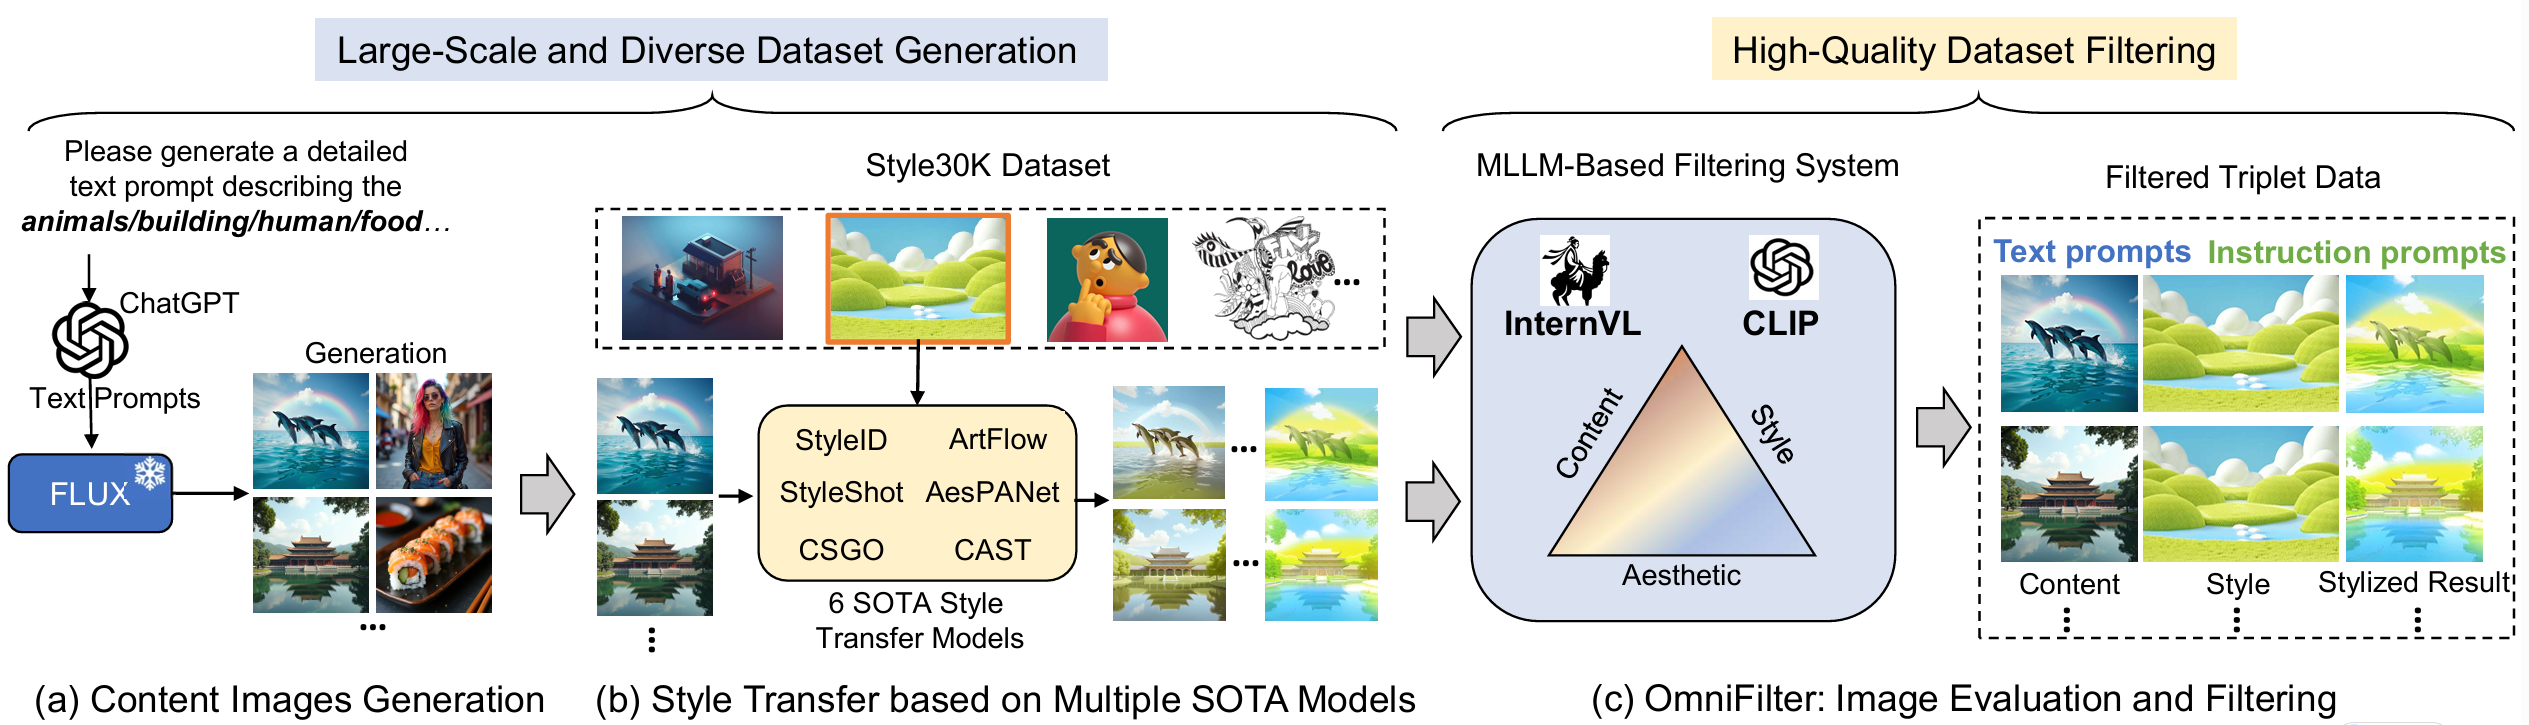 Large-Scale and Diverse Dataset Generation
High-Quality Dataset Filtering
Please generate a detailed
text prompt describing the
animals/building/human/food…
ChatGPT
Text Prompts
FLUX
Generation
...
(a) Content Images Generation
Style30K Dataset
FALL
Love
...
StyleID
ArtFlow
StyleShot
AesPANet
CSGO
CAST
6 SOTA Style
Transfer Models
...
...
(b) Style Transfer based on Multiple SOTA Models
MLLM-Based Filtering System
InternVL
CLIP
Content
Style
Aesthetic
Filtered Triplet Data
Text prompts
Instruction prompts
Content
Style
Stylized Result
(c) OmniFilter: Image Evaluation and Filtering